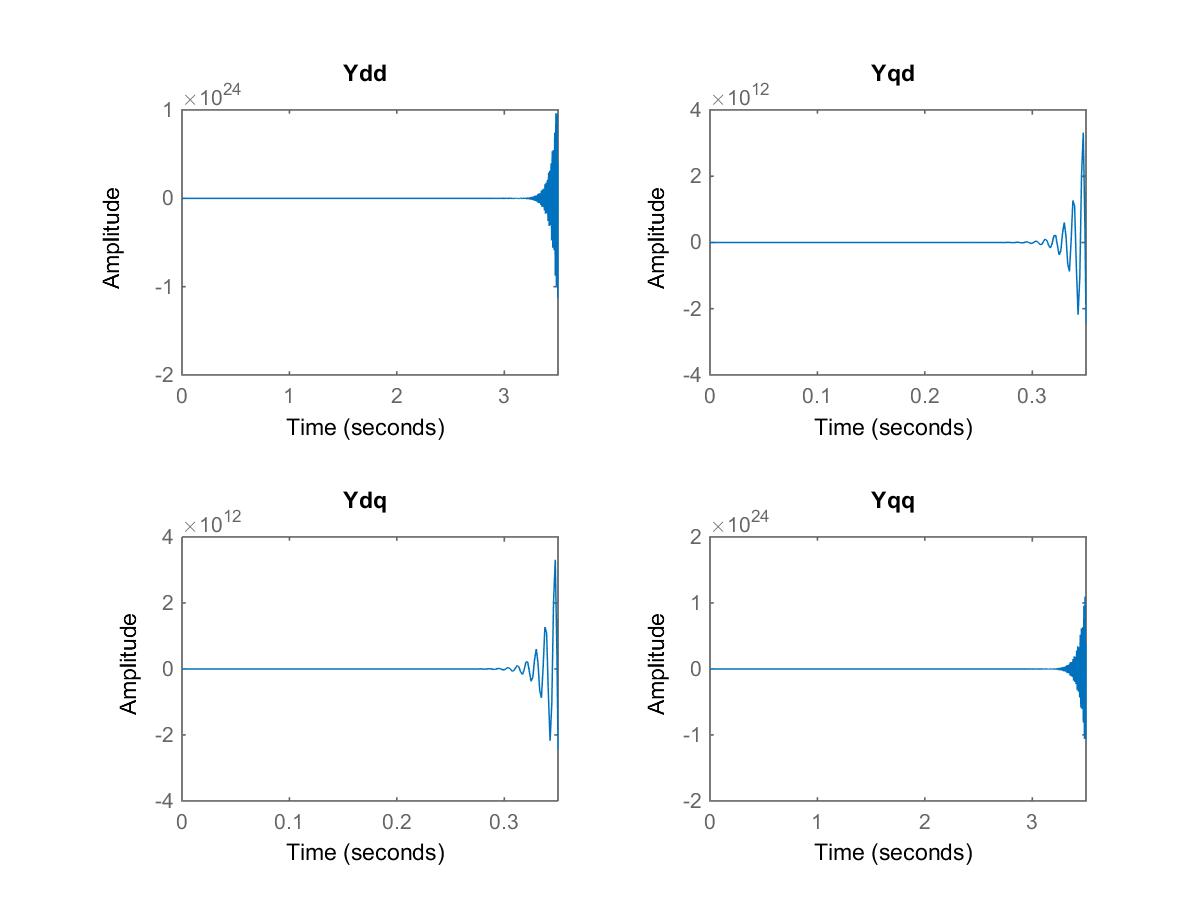 Ydd
×10^24
1
0
-1
-2
Amplitude
0 1 2 3
Time (seconds)
Yqd
×10^12
4
2
0
-2
-4
Amplitude
0 0.1 0.2 0.3
Time (seconds)
Ydq
×10^12
4
2
0
-2
-4
Amplitude
0 0.1 0.2 0.3
Time (seconds)
Yqq
×10^24
2
1
0
-1
-2
Amplitude
0 1 2 3
Time (seconds)